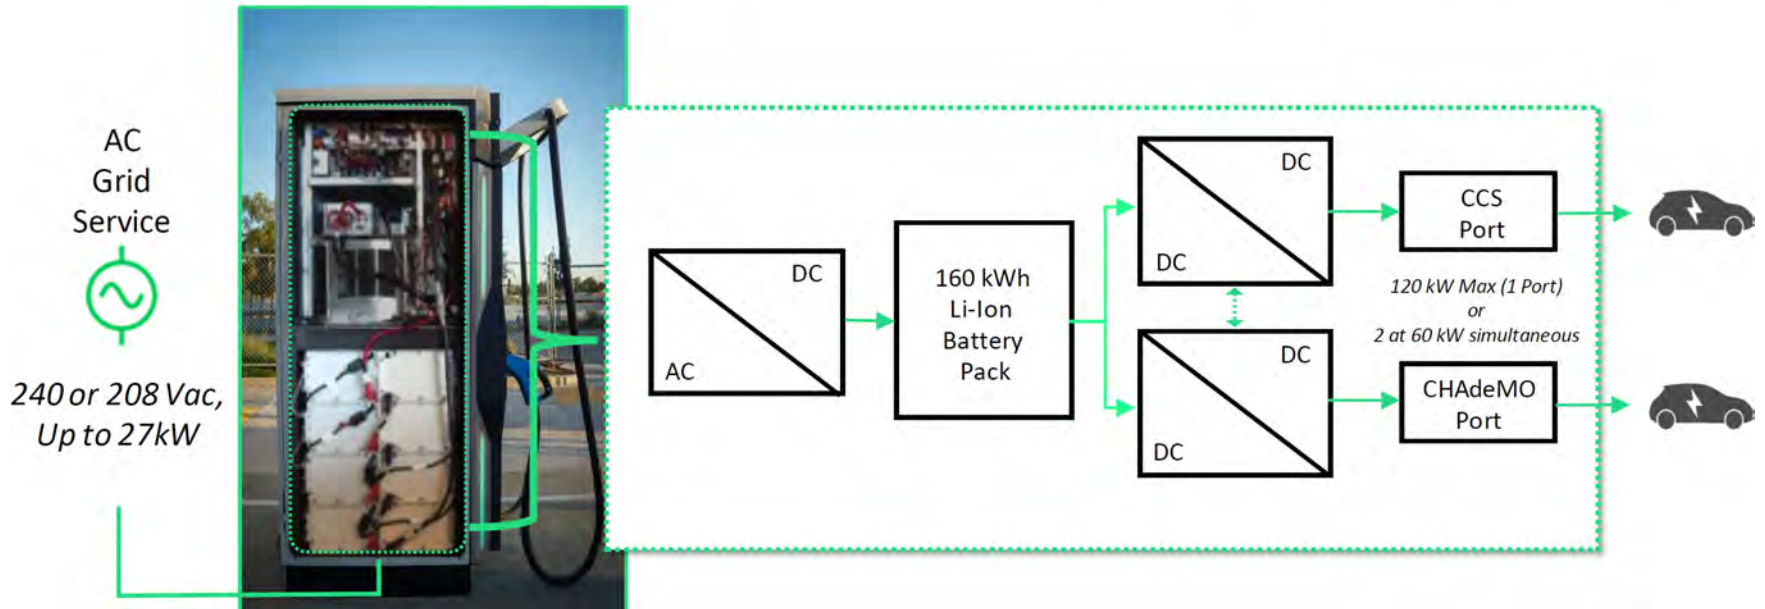 AC
Grid
Service
240 or 208 Vac,
Up to 27kW
DC
AC
160 kWh
Li-Ion
Battery
Pack
DC
DC
CCS
Port
120 kW Max (1 Port)
or
2 at 60 kW simultaneous
DC
DC
CHAdeMO
Port